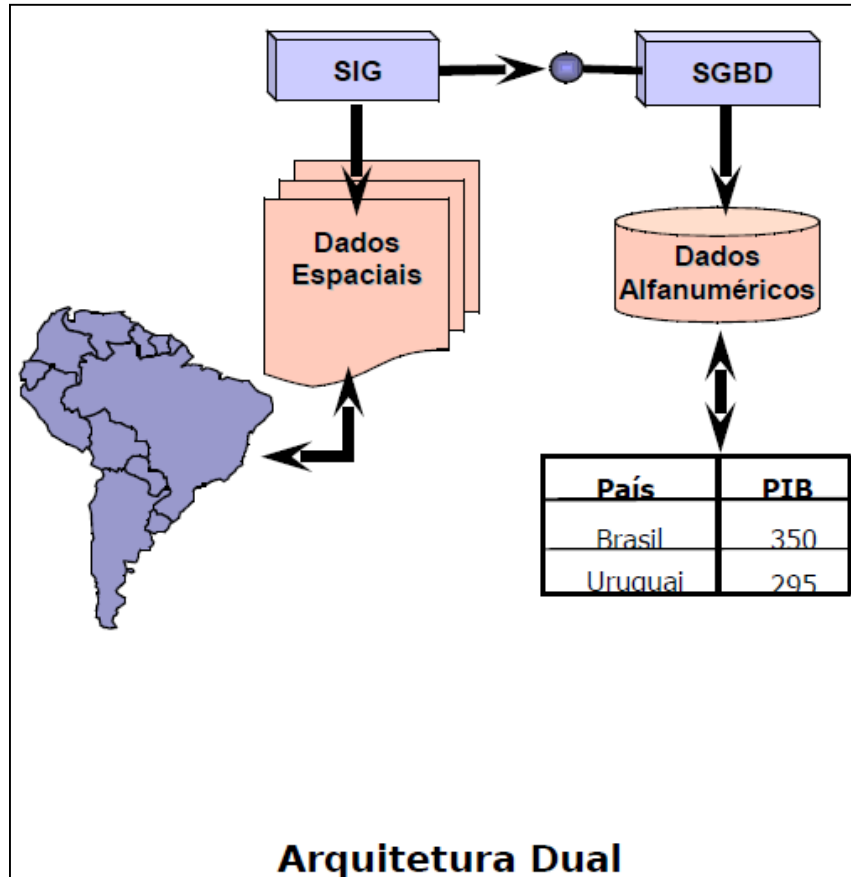 SIG
SGBD
Dados
Espaciais
Dados
Alfanuméricos
País PIB
Brasil 350
Uruguai 295
Arquitetura Dual